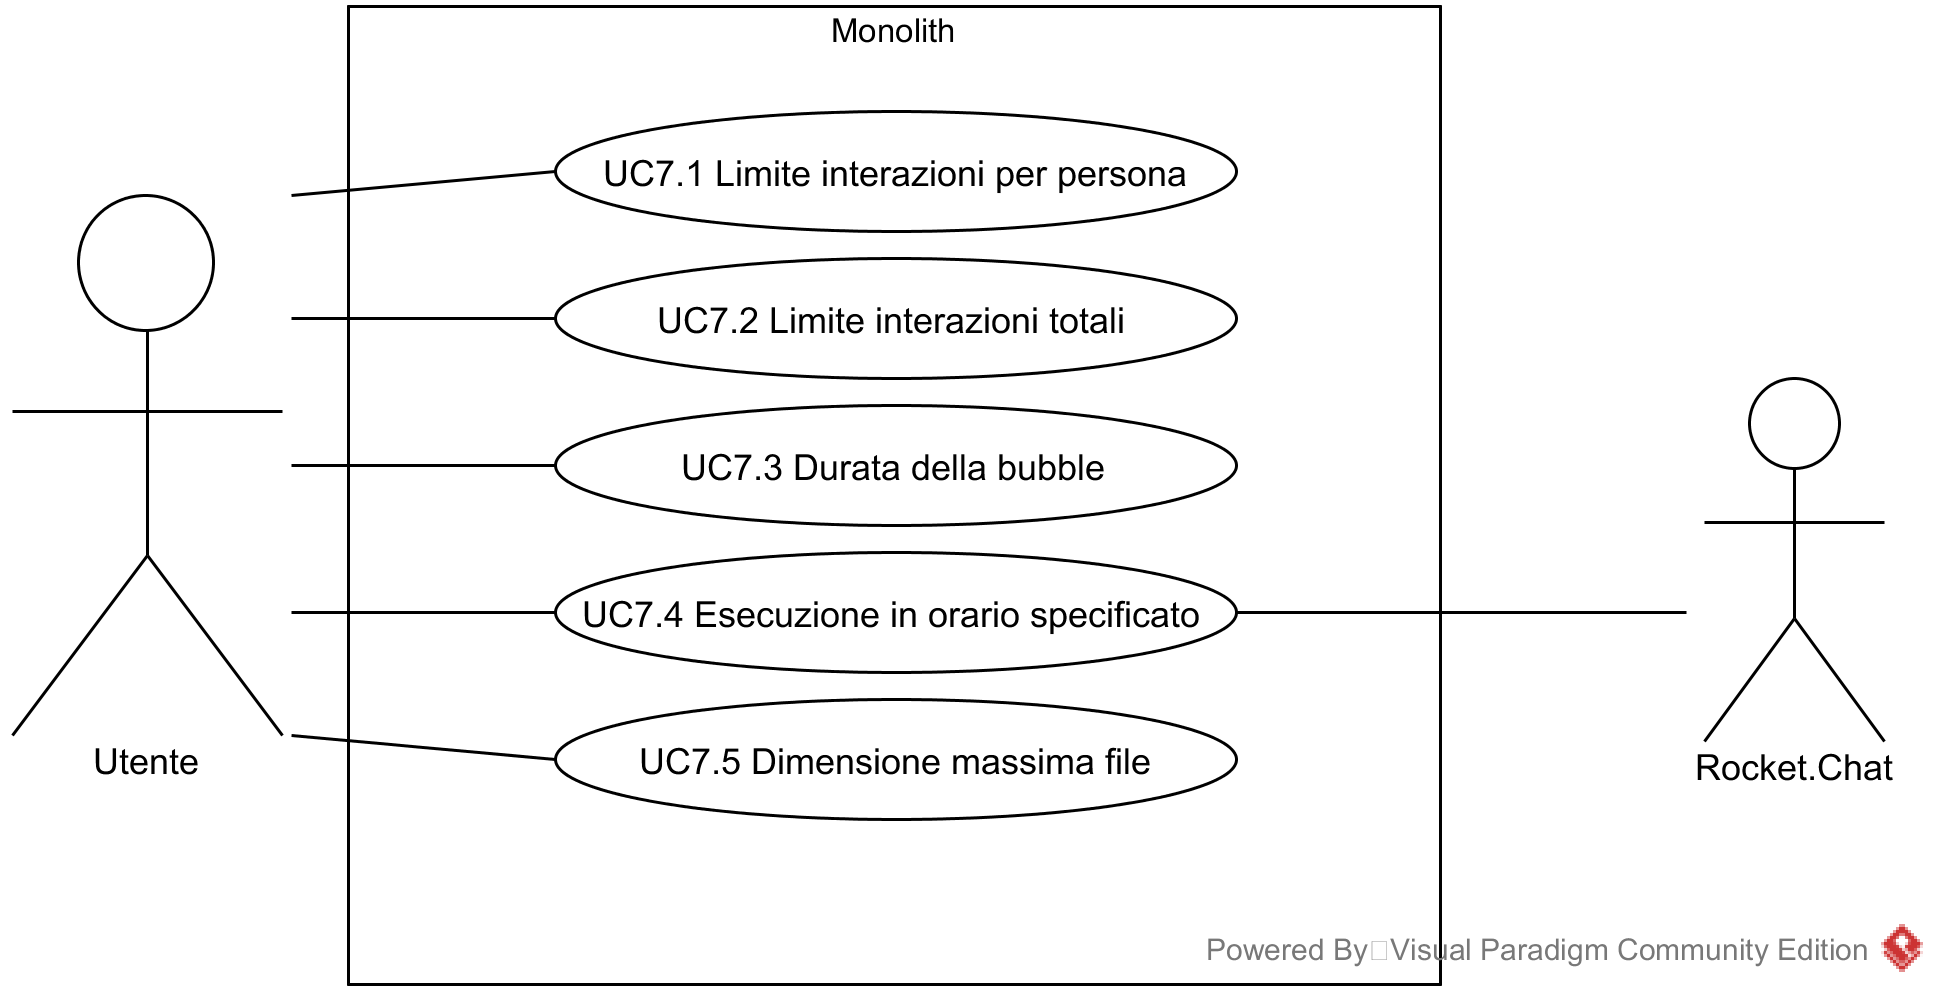 Monolith
UC7.1 Limite interazioni per persona
UC7.2 Limite interazioni totali
UC7.3 Durata della bubble
UC7.4 Esecuzione in orario specificato
UC7.5 Dimensione massima file
Utente
Rocket.Chat
Powered By Visual Paradigm Community Edition